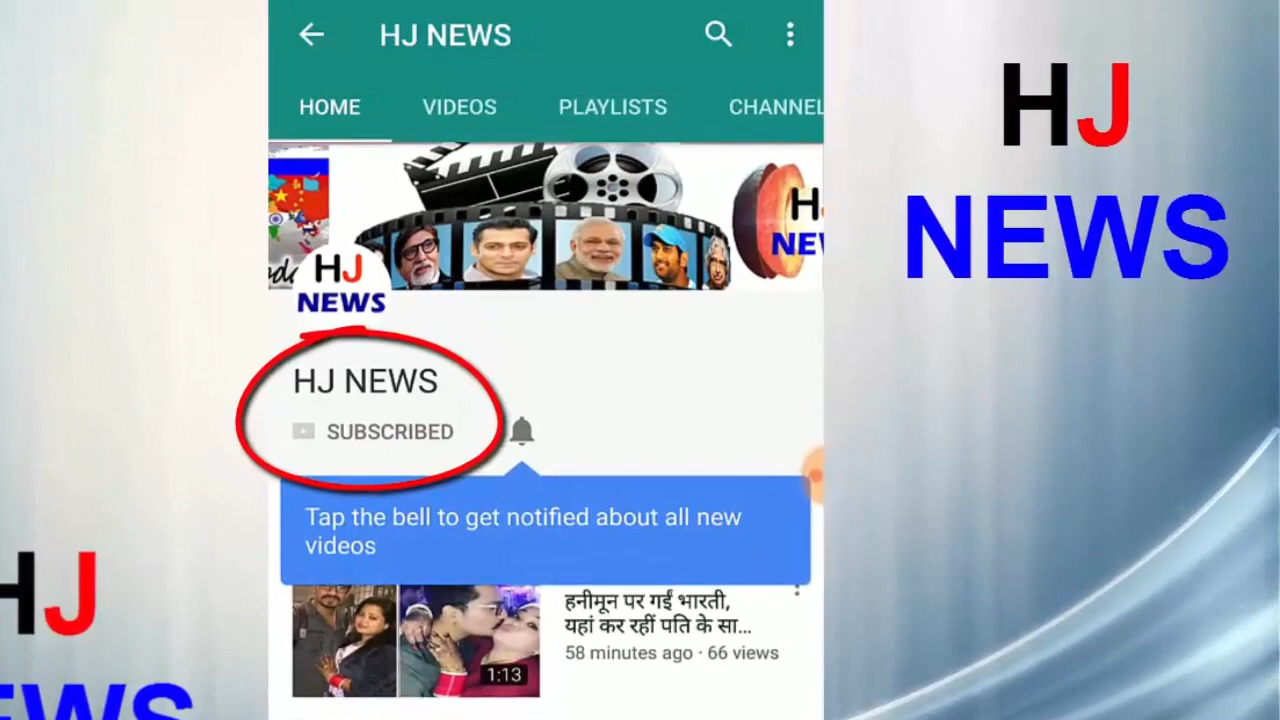 HJ NEWS
HOME VIDEOS PLAYLISTS CHANNEL
HJ
NEWS
HJ
NEWS
HJ NEWS
SUBSCRIBED
Tap the bell to get notified about all new
videos
हनीमून पर गईं भारती,
यहां कर रहीं पति के सा...
58 minutes ago · 66 views
1:13
HJ
NEWS